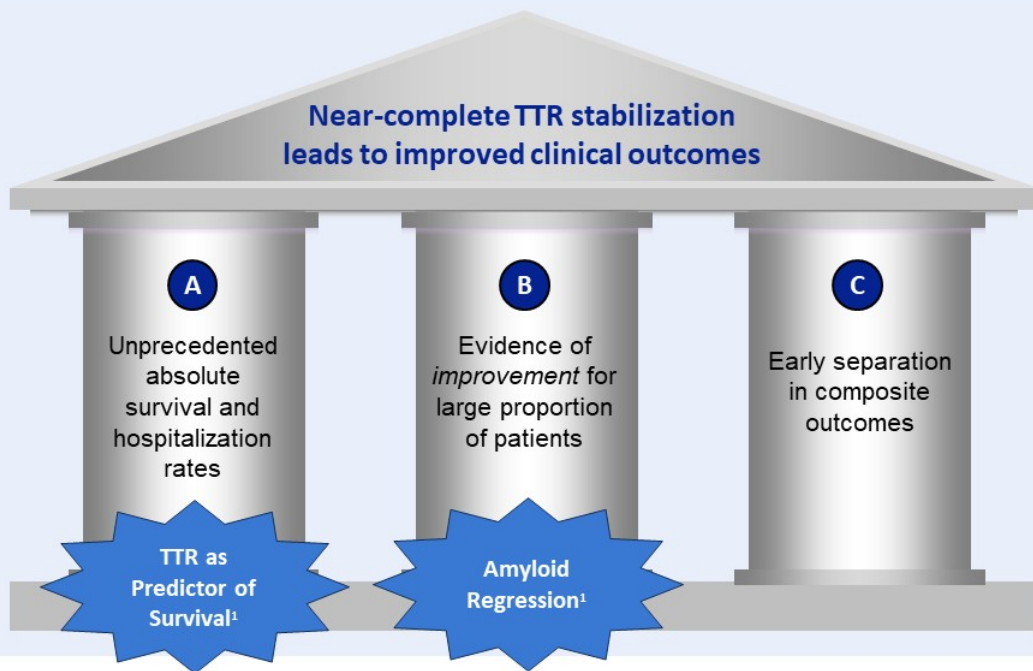 Near-complete TTR stabilization
leads to improved clinical outcomes
A
Unprecedented
absolute
survival and
hospitalization
rates
TTR as
Predictor of
Survival¹
B
Evidence of
improvement for
large proportion
of patients
Amyloid
Regression¹
C
Early separation
in composite
outcomes